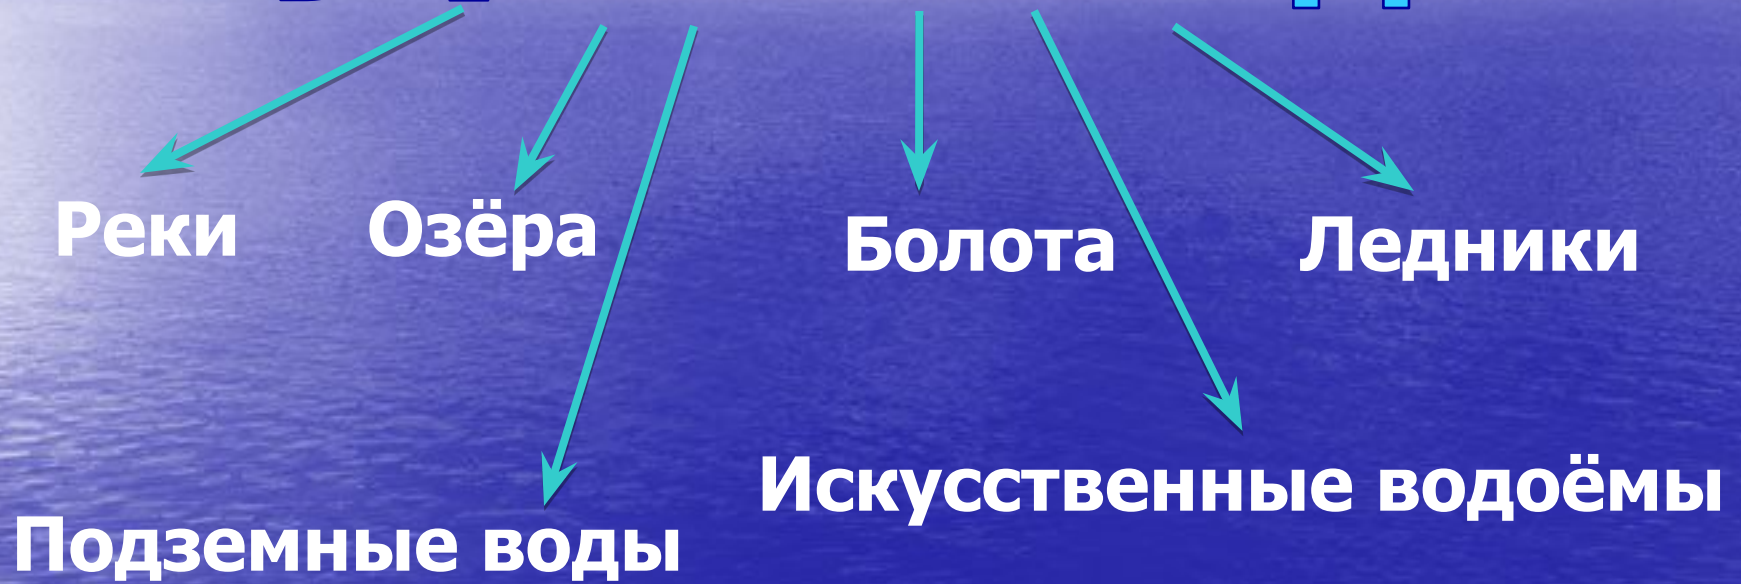 Реки
Озёра
Болота
Ледники
Искусственные водоёмы
Подземные воды